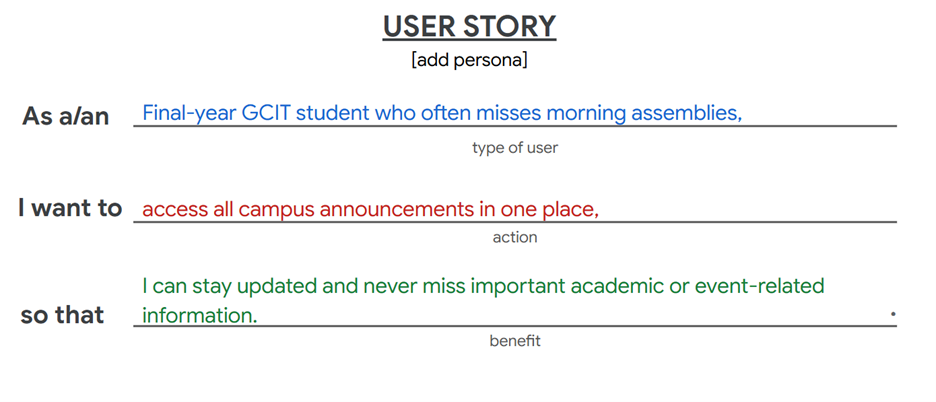 USER STORY
[add persona]
As a/an Final-year GCIT student who often misses morning assemblies,
type of user
I want to access all campus announcements in one place,
action
I can stay updated and never miss important academic or event-related
so that information. .
benefit